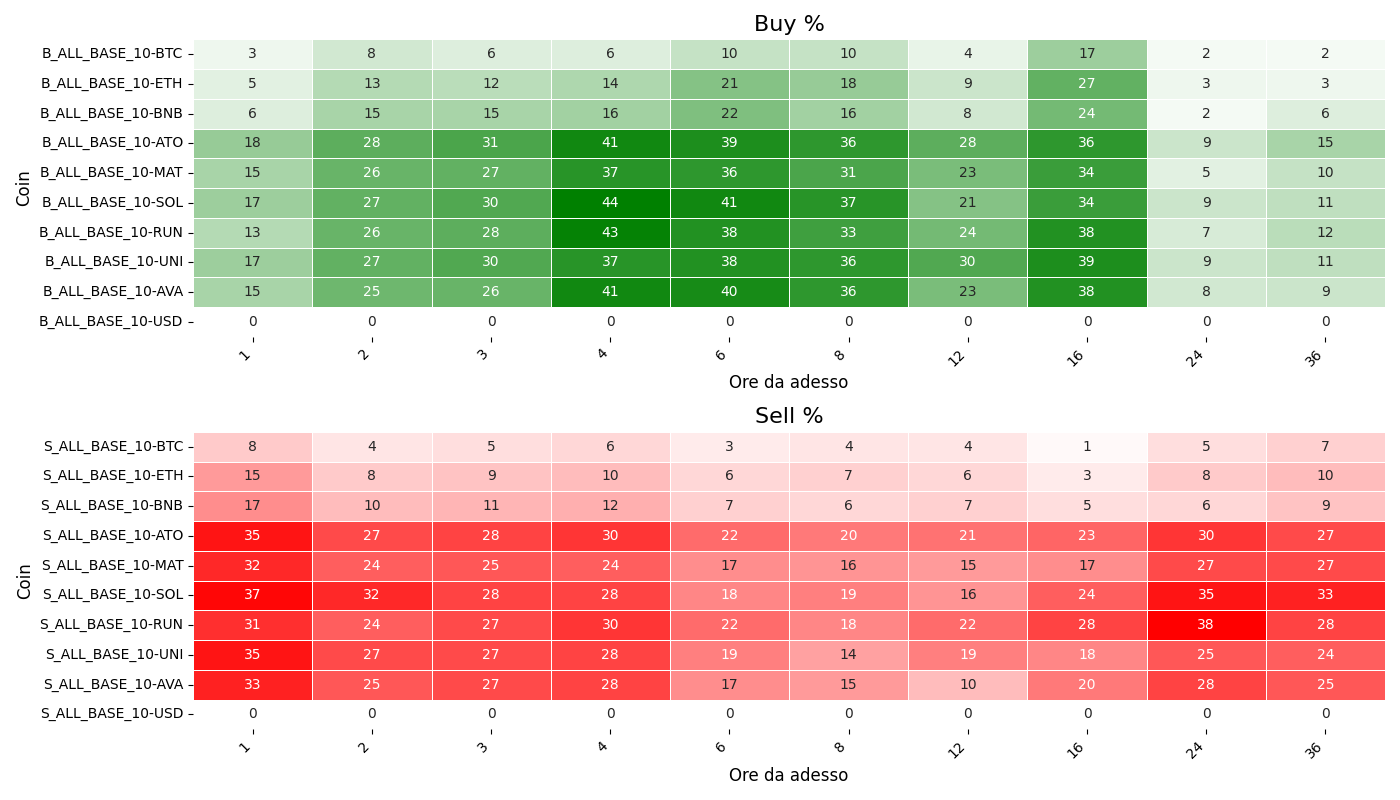 Buy %
Coin
B_ALL_BASE_10-BTC 3 8 6 6 10 10 4 17 2 2
B_ALL_BASE_10-ETH 5 13 12 14 21 18 9 27 3 3
B_ALL_BASE_10-BNB 6 15 15 16 22 16 8 24 2 6
B_ALL_BASE_10-ATO 18 28 31 41 39 36 28 36 9 15
B_ALL_BASE_10-MAT 15 26 27 37 36 31 23 34 5 10
B_ALL_BASE_10-SOL 17 27 30 44 41 37 21 34 9 11
B_ALL_BASE_10-RUN 13 26 28 43 38 33 24 38 7 12
B_ALL_BASE_10-UNI 17 27 30 37 38 36 30 39 9 11
B_ALL_BASE_10-AVA 15 25 26 41 40 36 23 38 8 9
B_ALL_BASE_10-USD 0 0 0 0 0 0 0 0 0 0
1 2 3 4 6 8 12 16 24 36
Ore da adesso
Sell %
Coin
S_ALL_BASE_10-BTC 8 4 5 6 3 4 4 1 5 7
S_ALL_BASE_10-ETH 15 8 9 10 6 7 6 3 8 10
S_ALL_BASE_10-BNB 17 10 11 12 7 6 7 5 6 9
S_ALL_BASE_10-ATO 35 27 28 30 22 20 21 23 30 27
S_ALL_BASE_10-MAT 32 24 25 24 17 16 15 17 27 27
S_ALL_BASE_10-SOL 37 32 28 28 18 19 16 24 35 33
S_ALL_BASE_10-RUN 31 24 27 30 22 18 22 28 38 28
S_ALL_BASE_10-UNI 35 27 27 28 19 14 19 18 25 24
S_ALL_BASE_10-AVA 33 25 27 28 17 15 10 20 28 25
S_ALL_BASE_10-USD 0 0 0 0 0 0 0 0 0 0
1 2 3 4 6 8 12 16 24 36
Ore da adesso